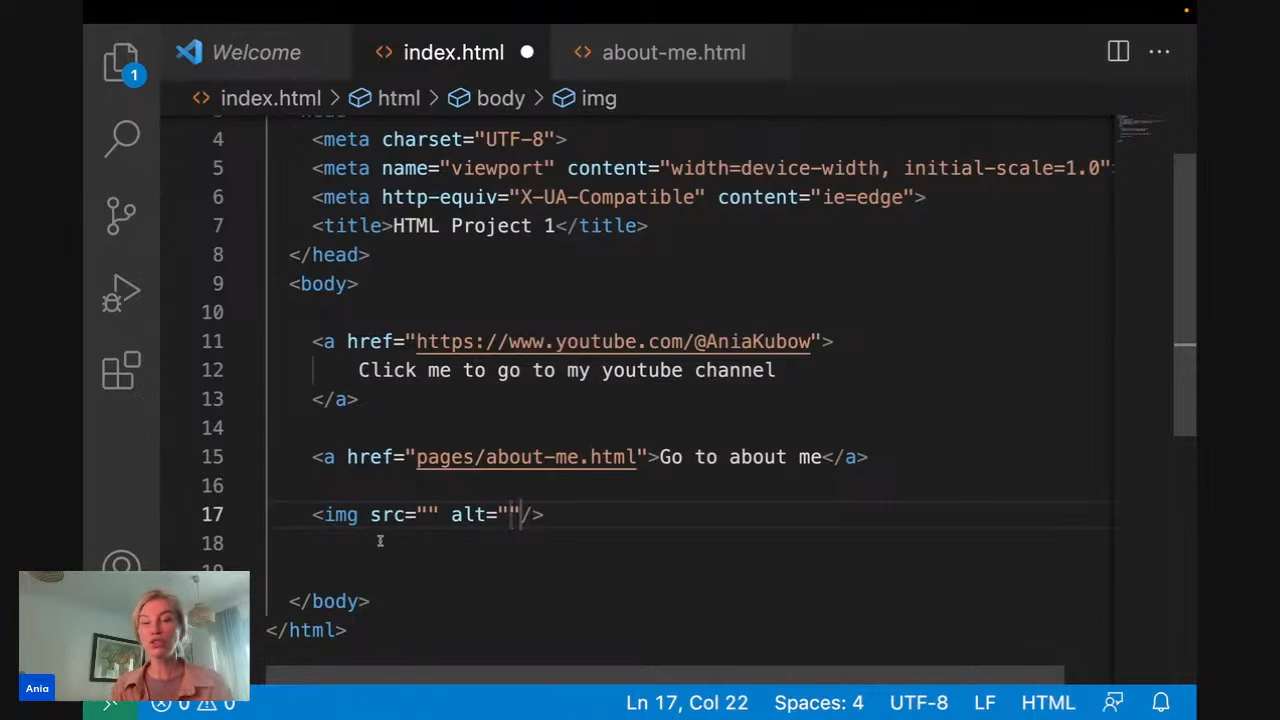 Welcome
index.html
about-me.html
1
index.html > html > body > img
4 <meta charset="UTF-8">
5 <meta name="viewport" content="width=device-width, initial-scale=1.0"
6 <meta http-equiv="X-UA-Compatible" content="ie=edge">
7 <title>HTML Project 1</title>
8 </head>
9 <body>
10
11 <a href="https://www.youtube.com/@AniaKubow">
12 Click me to go to my youtube channel
13 </a>
14
15 <a href="pages/about-me.html">Go to about me</a>
16
17 <img src="" alt=""/>
18
</body>
</html>
Ania
0 0 Ln 17, Col 22 Spaces: 4 UTF-8 LF HTML